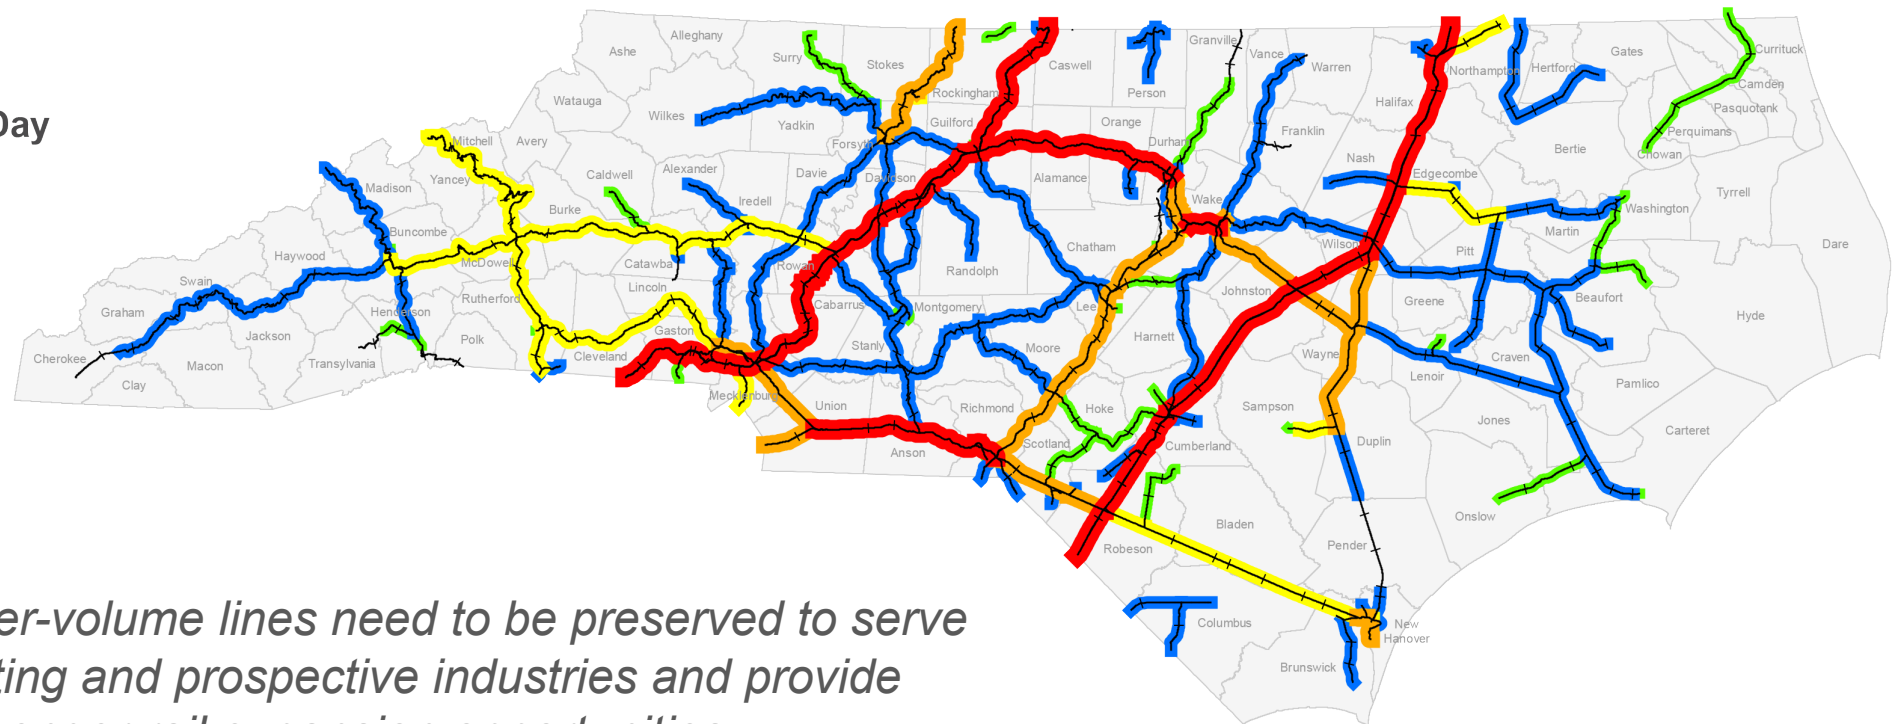 Alleghany
Ashe
Surry
Stokes
Caswell
Granville
Vance
Warren
Northampton
Hertford
Gates
Currituck
Camden
Rockingham
Person
Halifax
Pasquotank
Day
Watauga
Wilkes
Yadkin
Guilford
Orange
Franklin
Perquimans
Mitchell
Avery
Forsyth
Durham
Nash
Bertie
Chowan
Yancey
Madison
Caldwell
Alexander
Davie
Davidson
Alamance
Edgecombe
Tyrrell
Burke
Iredell
Wake
Washington
Buncombe
Chatham
Wilson
Martin
Dare
Haywood
McDowell
Catawba
Rowan
Randolph
Pitt
Swain
Lincoln
Johnston
Greene
Beaufort
Graham
Henderson
Rutherford
Cabarrus
Montgomery
Lee
Hyde
Jackson
Polk
Gaston
Stanly
Moore
Harnett
Wayne
Craven
Cherokee
Macon
Transylvania
Cleveland
Lenoir
Pamlico
Clay
Mecklenburg
Union
Richmond
Hoke
Sampson
Jones
Carteret
Anson
Scotland
Cumberland
Duplin
Onslow
Bladen
Robeson
Pender
er-volume lines need to be preserved to serve
Columbus
New
Hanover
ting and prospective industries and provide
Brunswick